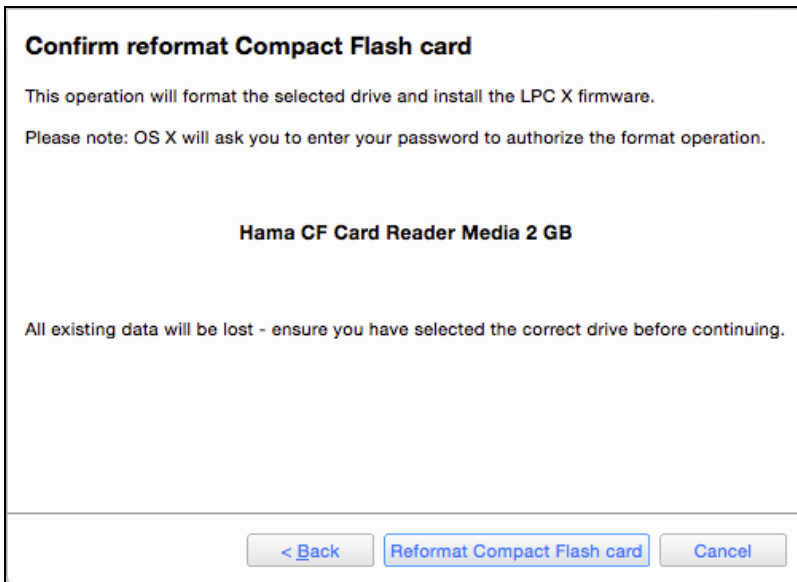 Confirm reformat Compact Flash card
This operation will format the selected drive and install the LPC X firmware.
Please note: OS X will ask you to enter your password to authorize the format operation.
Hama CF Card Reader Media 2 GB
All existing data will be lost - ensure you have selected the correct drive before continuing.
< Back
Reformat Compact Flash card
Cancel